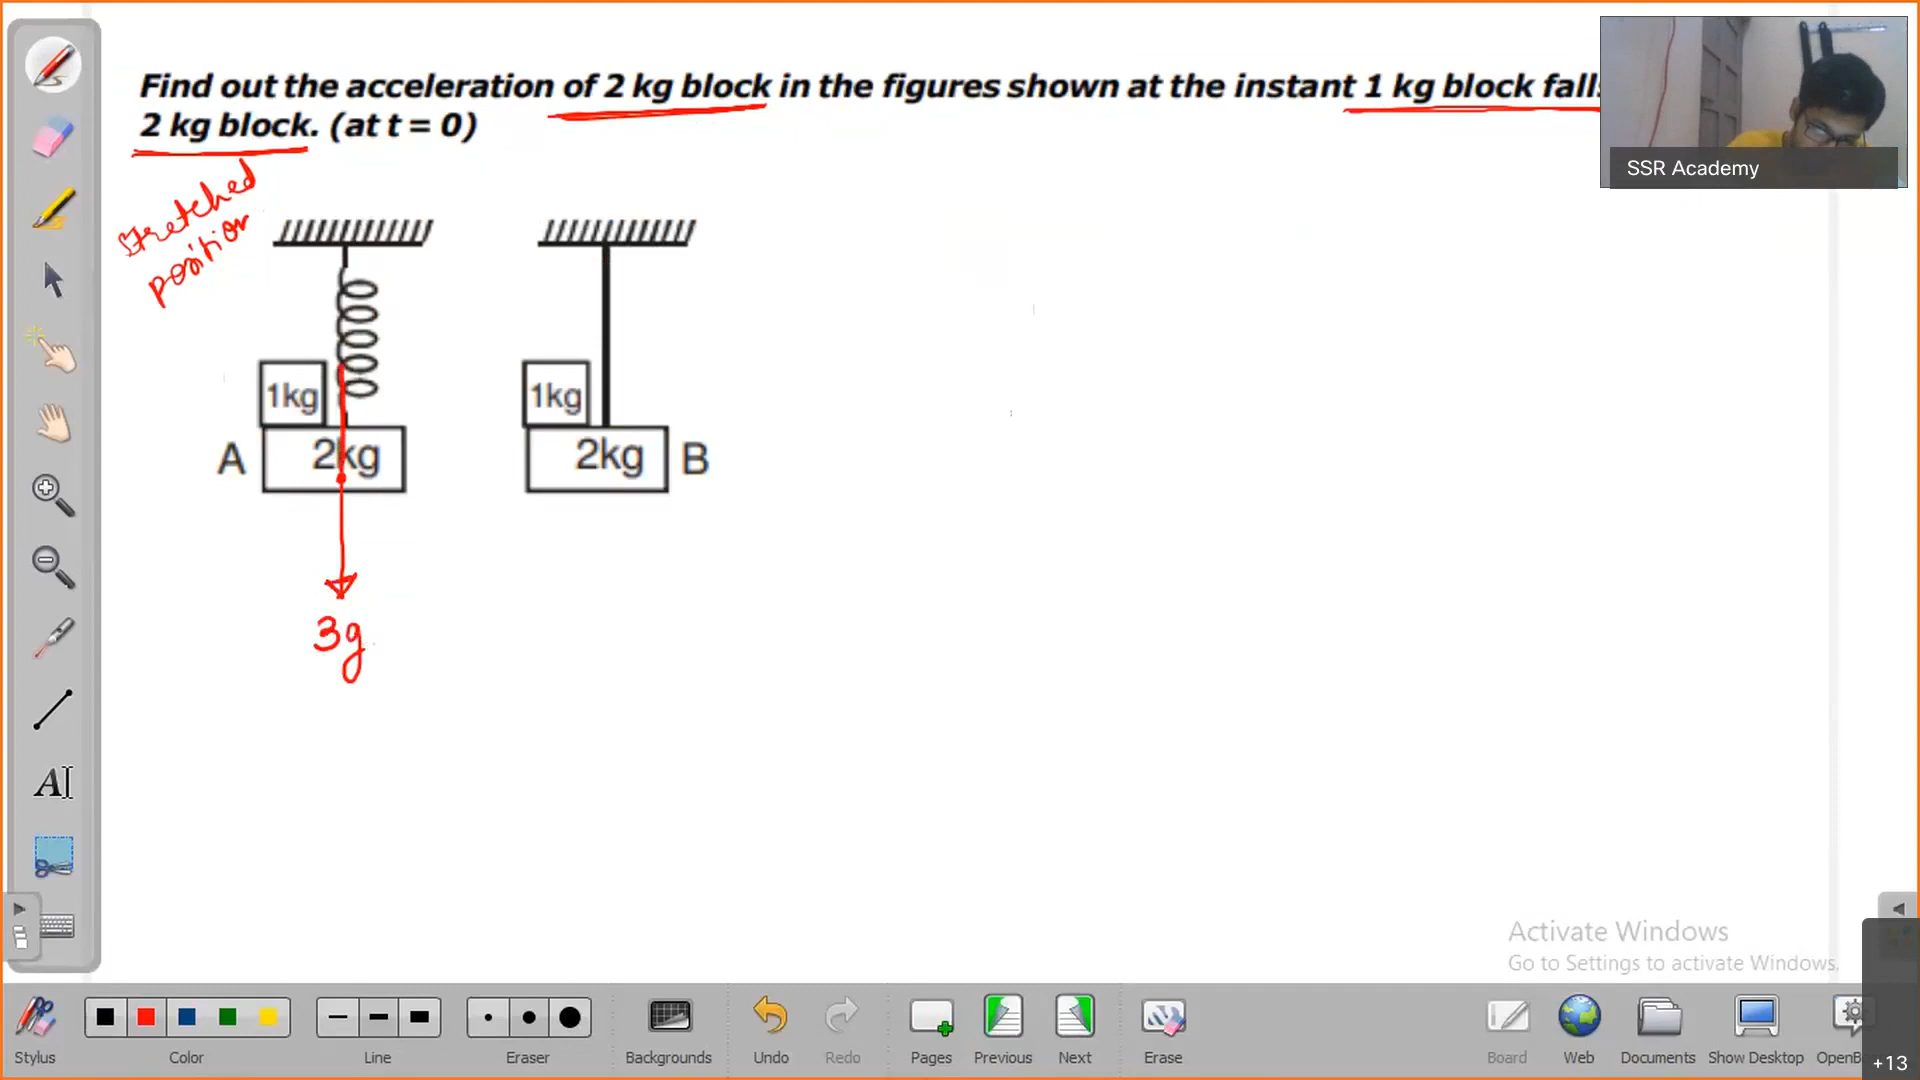 Find out the acceleration of 2 kg block in the figures shown at the instant 1 kg block falls
2 kg block. (at t = 0)
SSR Academy
Stretched
position
1kg
1kg
A
2kg
2kg
B
3g
Activate Windows
Go to Settings to activate Windows.
Stylus
Color
Line
Eraser
Backgrounds
Undo
Redo
Pages
Previous
Next
Erase
Board
Web
Documents
Show Desktop
+13